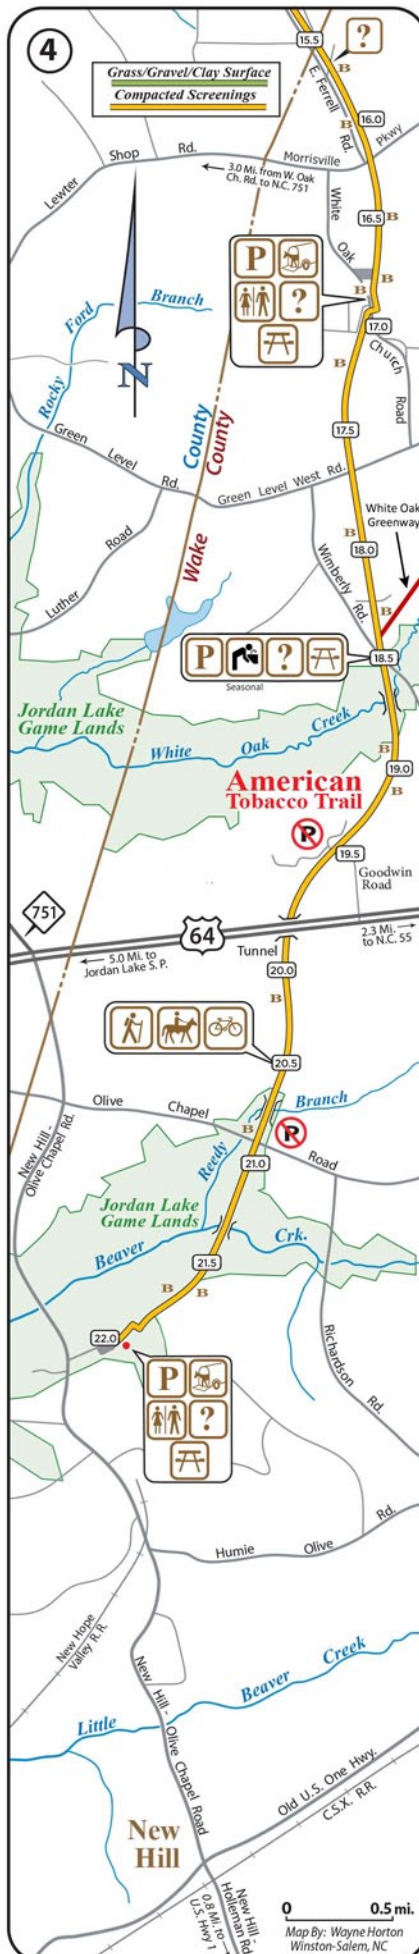 4
Grass/Gravel/Clay Surface
Compacted Screenings
15.5
?
B
E. Ferrell
Rd.
B
16.0
Pkwy
Lewter
Shop
Rd.
Morrisville
3.0 Mi. from W. Oak
Ch. Rd. to N.C. 751
B
White
Oak
16.5
P
?
B
B
17.0
B
Church
Road
Rocky
Ford
Branch
N
County
County
17.5
Green
Level
Rd.
Green Level West Rd.
Wake
White Oak
Greenway
B
18.0
Luther
Road
Wimberly
Rd.
B
P
?
18.5
Seasonal
Jordan Lake
Game Lands
White
Oak
Creek
B
19.0
B
American
Tobacco Trail
P
19.5
Goodwin
Road
751
64
5.0 Mi. to
Jordan Lake S. P.
2.3 Mi.
to N.C. 55
Tunnel
20.0
B
20.5
Olive
Chapel
Road
Branch
B
P
New Hill -
Olive Chapel Rd.
Reedy
21.0
Jordan Lake
Game Lands
Beaver
Crk.
21.5
B
B
22.0
P
?
Richardson
Rd.
Humie
Olive
Rd.
New Hope
Valley R. R.
New Hill -
Olive Chapel Road
Little
Beaver
Creek
Old U.S. One Hwy.
C.S.X. R.R.
New
Hill
0.8 Mi. to
U.S. Hwy 1
New Hill -
Holleman Rd.
0
0.5 mi.
Map By: Wayne Horton
Winston-Salem, NC